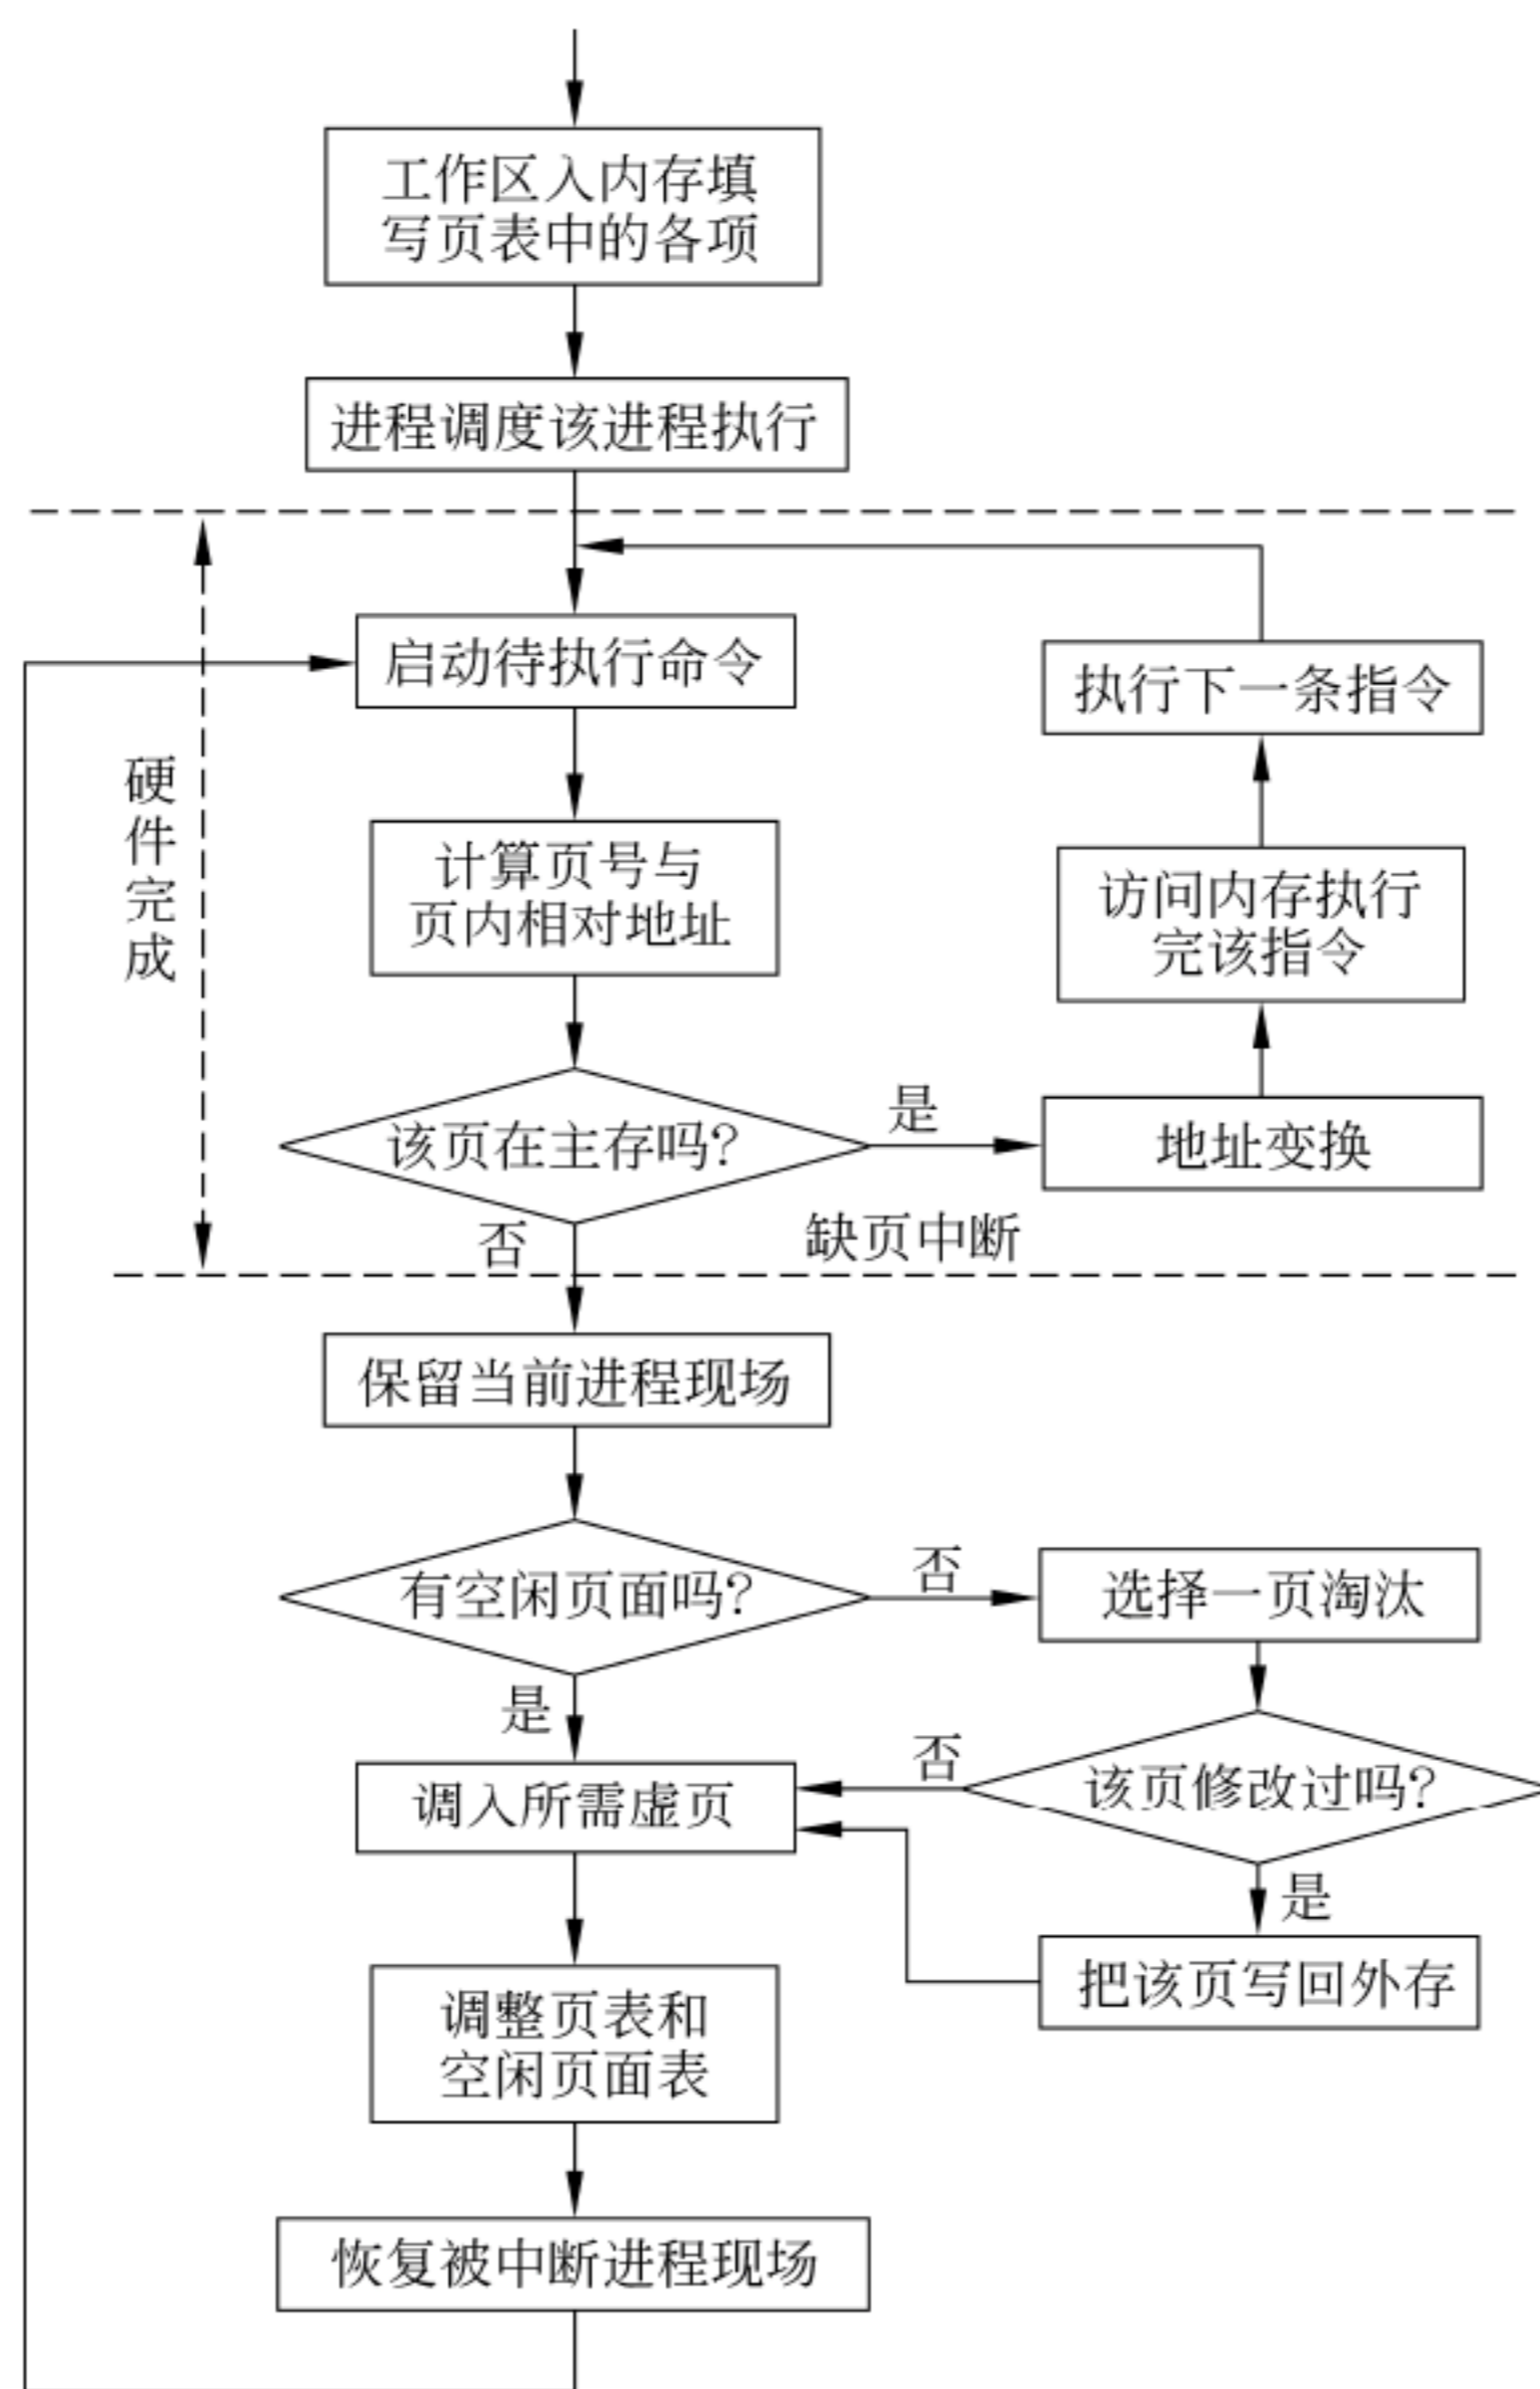 工作区入内存填
写页表中的各项
进程调度该进程执行
启动待执行命令
执行下一条指令
硬件完成
计算页号与
页内相对地址
访问内存执行
完该指令
该页在主存吗?
是
地址变换
否
缺页中断
保留当前进程现场
有空闲页面吗?
否
选择一页淘汰
是
否
该页修改过吗?
调入所需虚页
是
把该页写回外存
调整页表和
空闲页面表
恢复被中断进程现场